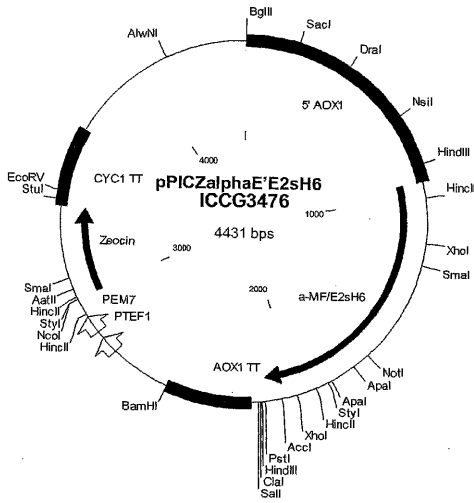 BglII
SacI
DraI
5' AOX1
NsiI
HindIII
HincII
1000
XhoI
SmaI
a-MF/E2sH6
NotI
ApaI
ApaI
StyI
HincII
XhoI
AccI
PstI
HindIII
ClaI
SalI
AOX1 TT
2000
BamHI
PTEF1
PEM7
HincII
NcoI
StyI
HincII
AatII
SmaI
Zeocin
3000
StuI
EcoRV
CYC1 TT
4000
AlwNI
pPICZalphaE'E2sH6
ICCG3476
4431 bps